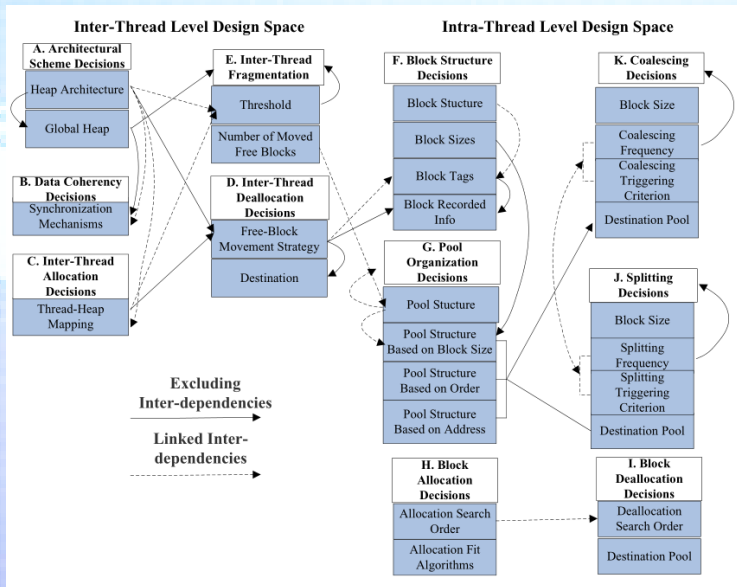 Inter-Thread Level Design Space
Intra-Thread Level Design Space
A. Architectural
Scheme Decisions
Heap Architecture
Global Heap
B. Data Coherency
Decisions
Synchronization
Mechanisms
C. Inter-Thread
Allocation
Decisions
Thread-Heap
Mapping
E. Inter-Thread
Fragmentation
Threshold
Number of Moved
Free Blocks
D. Inter-Thread
Deallocation
Decisions
Free-Block
Movement Strategy
Destination
Excluding
Inter-dependencies
Linked Inter-
dependencies
F. Block Structure
Decisions
Block Stucture
Block Sizes
Block Tags
Block Recorded
Info
G. Pool
Organization
Decisions
Pool Stucture
Pool Structure
Based on Block Size
Pool Structure
Based on Order
Pool Structure
Based on Address
H. Block
Allocation
Decisions
Allocation Search
Order
Allocation Fit
Algorithms
K. Coalescing
Decisions
Block Size
Coalescing
Frequency
Coalescing
Triggering
Criterion
Destination Pool
J. Splitting
Decisions
Block Size
Splitting
Frequency
Splitting
Triggering
Criterion
Destination Pool
I. Block
Deallocation
Decisions
Deallocation
Search Order
Destination Pool